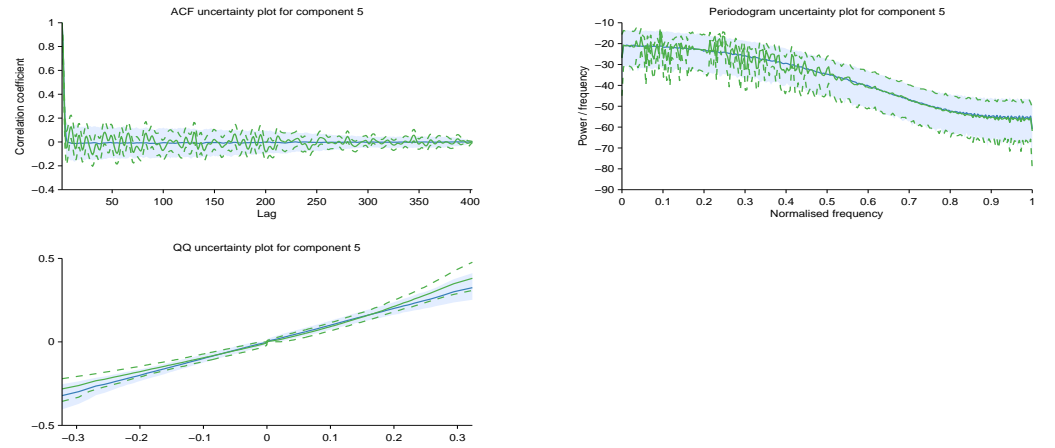 ACF uncertainty plot for component 5
Correlation coefficient
1
0.8
0.6
0.4
0.2
0
−0.2
−0.4
50 100 150 200 250 300 350 400
Lag
Periodogram uncertainty plot for component 5
Power / frequency
−10
−20
−30
−40
−50
−60
−70
−80
−90
0 0.1 0.2 0.3 0.4 0.5 0.6 0.7 0.8 0.9 1
Normalised frequency
QQ uncertainty plot for component 5
0.5
0
−0.5
−0.3 −0.2 −0.1 0 0.1 0.2 0.3